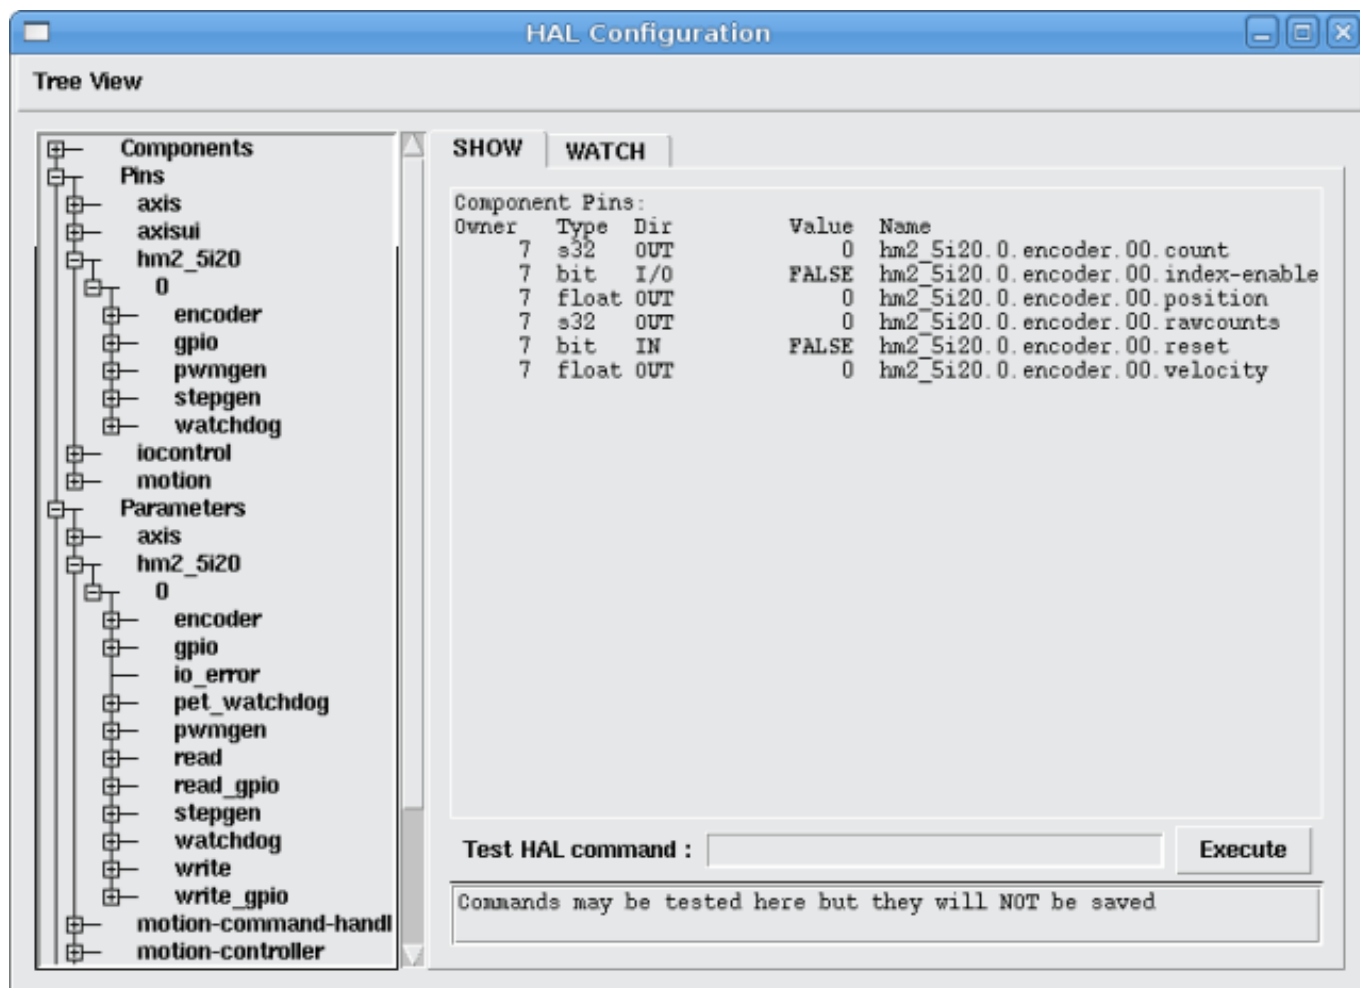 HAL Configuration
Tree View
Components
Pins
axis
axisui
hm2_5i20
0
encoder
gpio
pwmgen
stepgen
watchdog
iocontrol
motion
Parameters
axis
hm2_5i20
0
encoder
gpio
io_error
pet_watchdog
pwmgen
read
read_gpio
stepgen
watchdog
write
write_gpio
motion-command-handl
motion-controller
SHOW WATCH
Component Pins:
Owner Type Dir Value Name
7 s32 OUT 0 hm2_5i20.0.encoder.00.count
7 bit I/O FALSE hm2_5i20.0.encoder.00.index-enable
7 float OUT 0 hm2_5i20.0.encoder.00.position
7 s32 OUT 0 hm2_5i20.0.encoder.00.rawcounts
7 bit IN FALSE hm2_5i20.0.encoder.00.reset
7 float OUT 0 hm2_5i20.0.encoder.00.velocity
Test HAL command : Execute
Commands may be tested here but they will NOT be saved